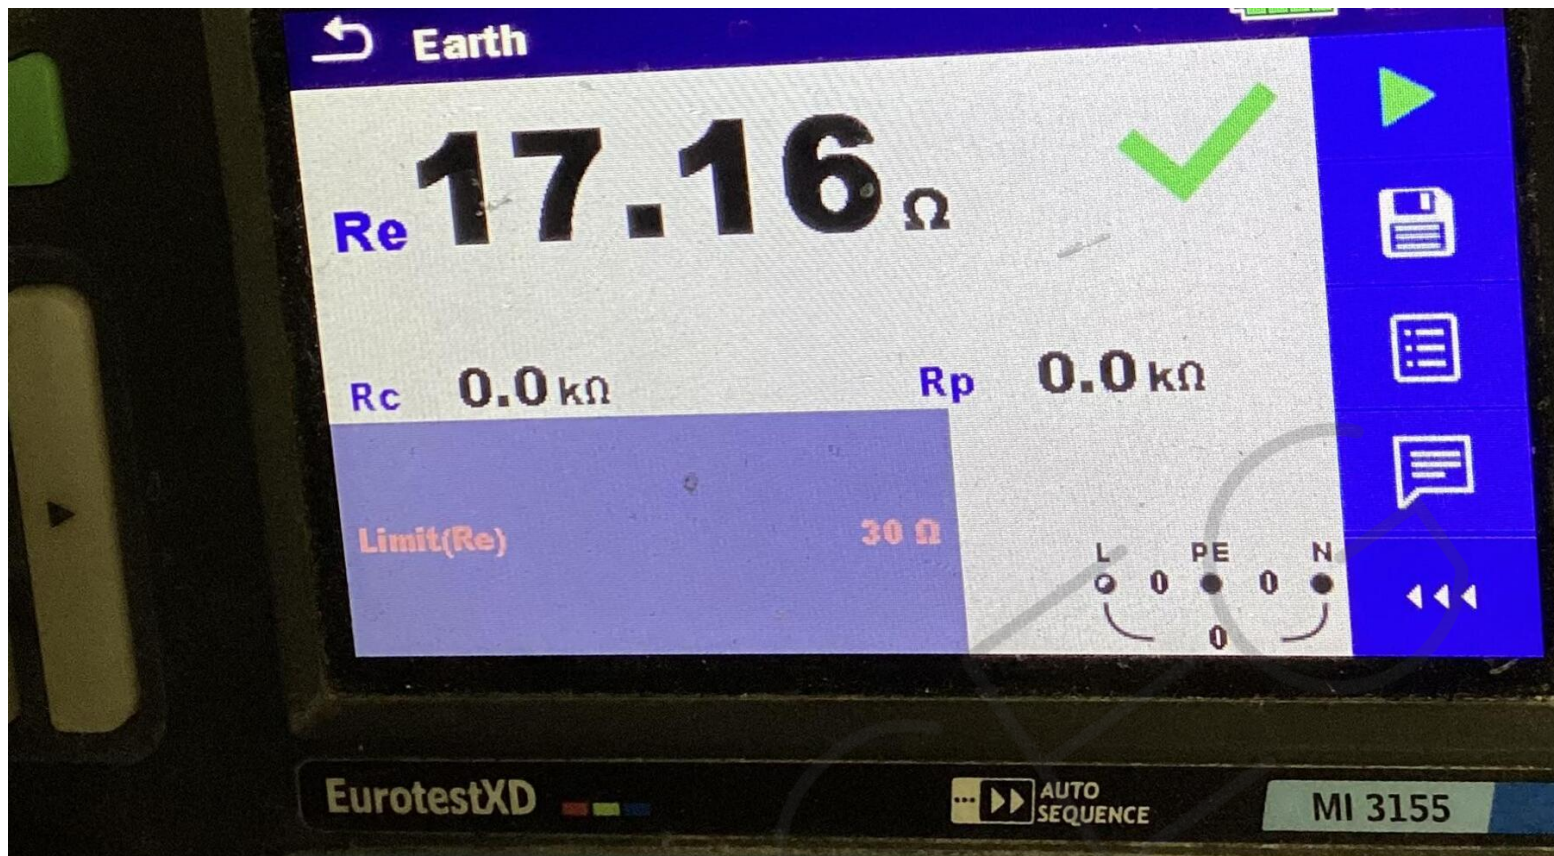 Earth
Re 17.16 Ω
Rc 0.0 kΩ Rp 0.0 kΩ
Limit(Re) 30 Ω
L PE N
0 0
0
EurotestXD
AUTO
SEQUENCE
MI 3155